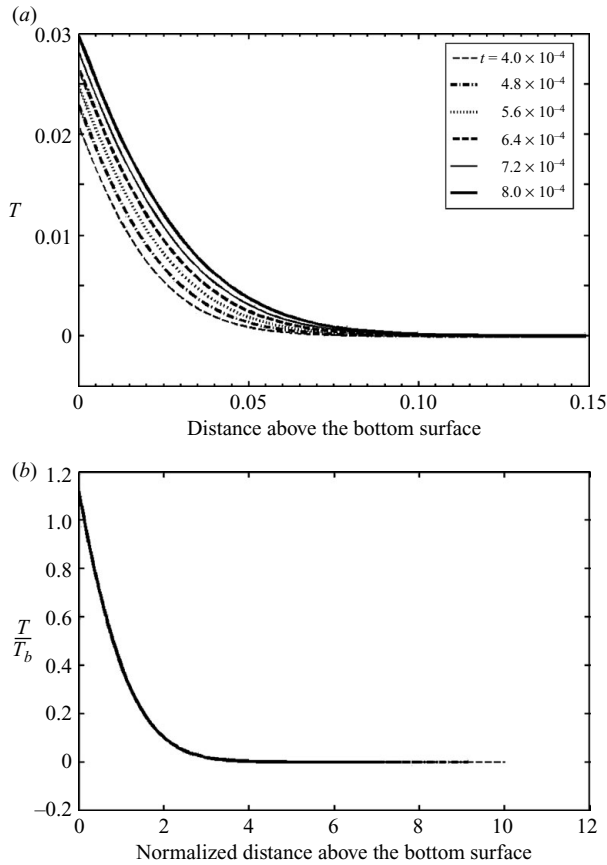 (a)
0.03
0.02
T
0.01
0
0
0.05
0.10
0.15
t = 4.0 × 10⁻⁴
4.8 × 10⁻⁴
5.6 × 10⁻⁴
6.4 × 10⁻⁴
7.2 × 10⁻⁴
8.0 × 10⁻⁴
Distance above the bottom surface
(b)
1.2
1.0
0.8
0.6
T
T_b
0.4
0.2
0
–0.2
0
2
4
6
8
10
12
Normalized distance above the bottom surface